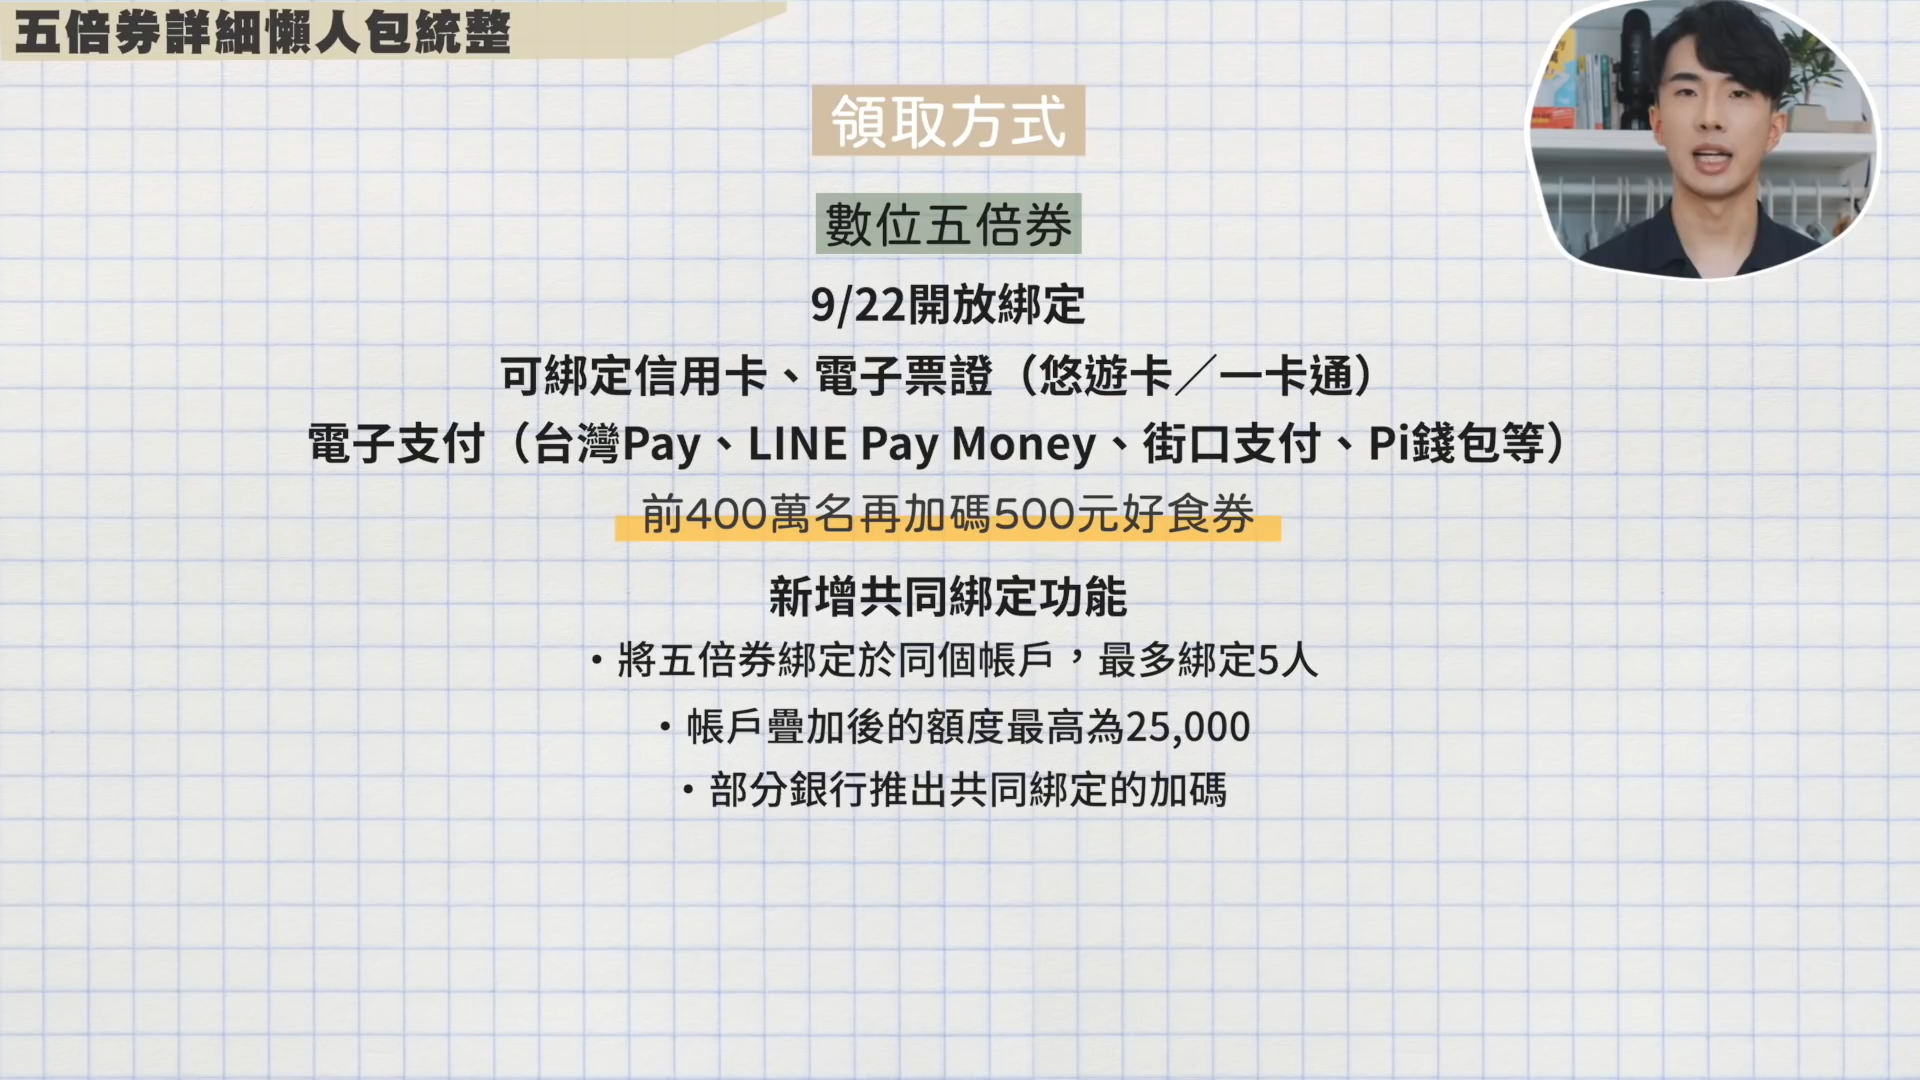 五倍券詳細懶人包統整
領取方式
數位五倍券
9/22開放綁定
可綁定信用卡、電子票證（悠遊卡／一卡通）
電子支付（台灣Pay、LINE Pay Money、街口支付、Pi錢包等）
前400萬名再加碼500元好食券
新增共同綁定功能
・將五倍券綁定於同個帳戶，最多綁定5人
・帳戶疊加後的額度最高為25,000
・部分銀行推出共同綁定的加碼